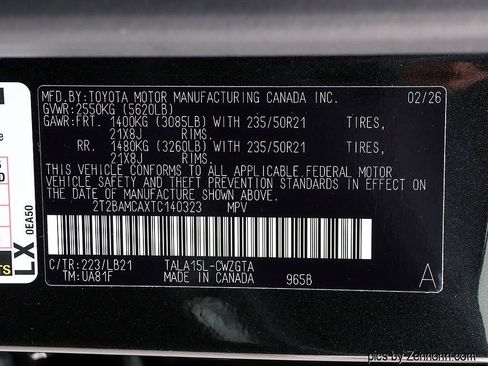 MFD.BY:TOYOTA MOTOR MANUFACTURING CANADA INC. 02/26
GVWR:2550KG (5620LB)
GAWR:FRT. 1400KG (3085LB) WITH 235/50R21 TIRES,
21X8J RIMS.
RR. 1480KG (3260LB) WITH 235/50R21 TIRES,
21X8J RIMS.
THIS VEHICLE CONFORMS TO ALL APPLICABLE FEDERAL MOTOR
VEHICLE SAFETY AND THEFT PREVENTION STANDARDS IN EFFECT
ON THE DATE OF MANUFACTURE SHOWN ABOVE.
2T2BAMCAXTC140323 MPV
C/TR:223/LB21 TALA15L-CWZGTA
TM:UA81F MADE IN CANADA 965B A
LX
0EA50
pics by Zennonn.com